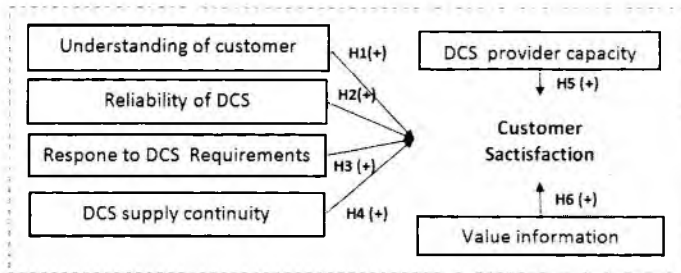 Understanding of customer
H1(+)
DCS provider capacity
H2(+)
H5 (+)
Reliability of DCS
Customer
Sactisfaction
Respone to DCS Requirements
H3 (+)
DCS supply continuity
H4 (+)
H6 (+)
Value information